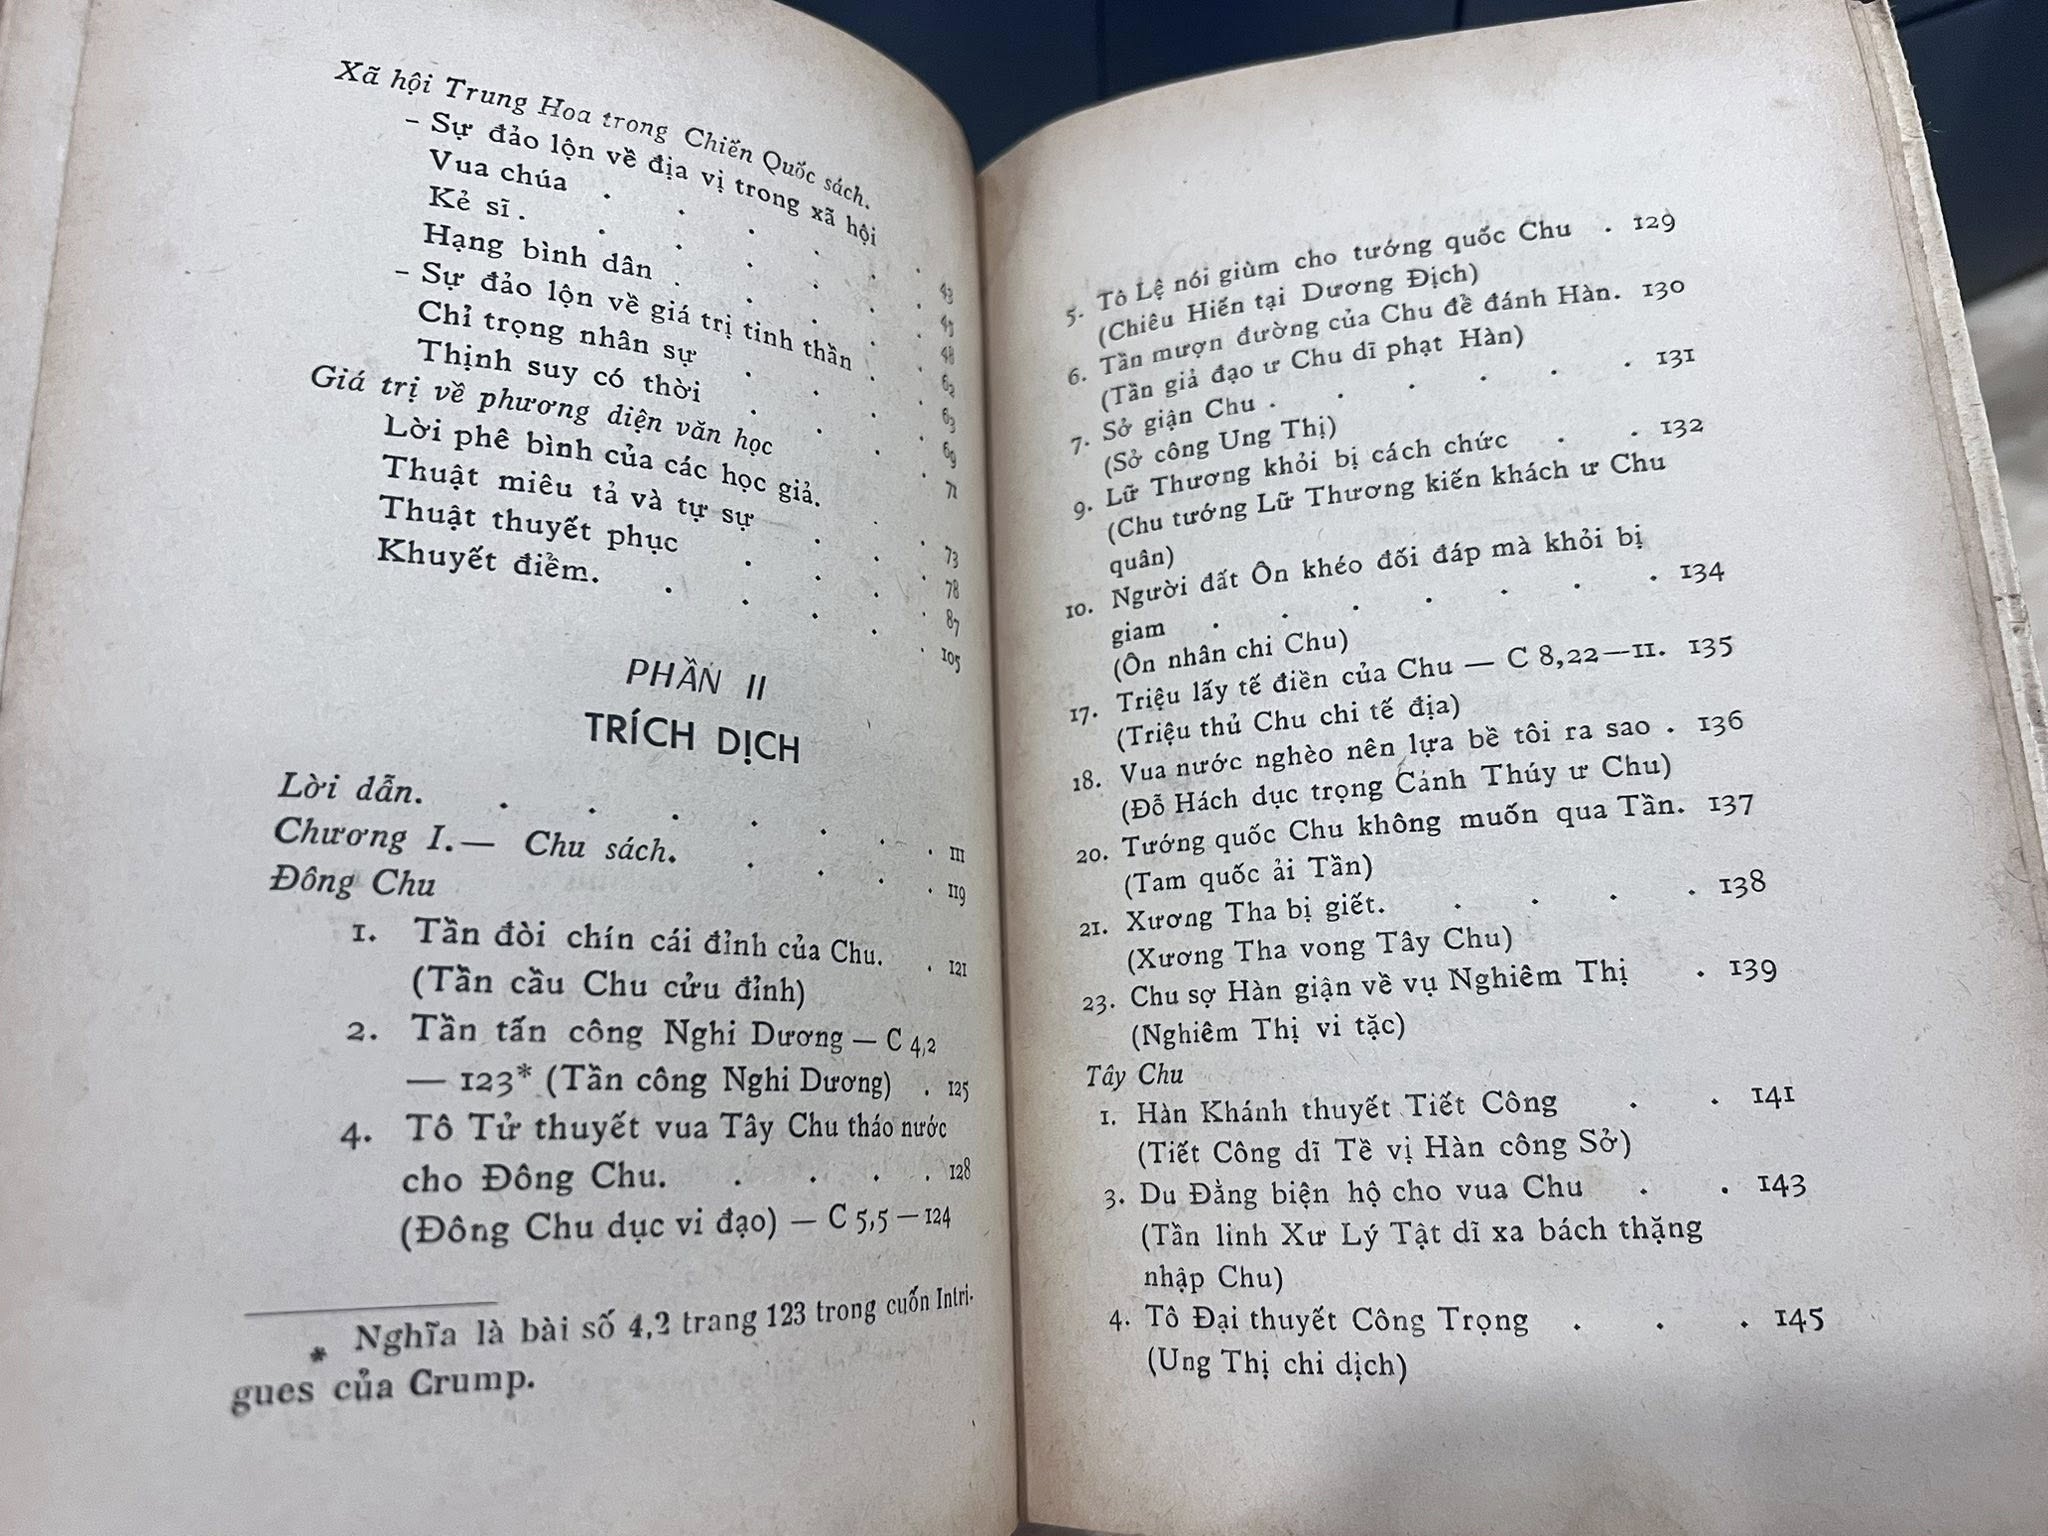 Xã hội Trung Hoa trong Chiến Quốc sách.
- Sự đảo lộn về địa vị trong xã hội
Vua chúa . . . . . 43
Kẻ sĩ . . . . . . 45
Hạng bình dân . . . . 48
- Sự đảo lộn về giá trị tinh thần . 62
Chỉ trọng nhân sự . . . . 63
Thịnh suy có thời . . . 69
Giá trị về phương diện văn học . . 71
Lời phê bình của các học giả. . . 73
Thuật miêu tả và tự sự . . . 78
Thuật thuyết phục . . . . 87
Khuyết điểm. . . . . . 105
PHẦN II
TRÍCH DỊCH
Lời dẫn. . . . . . . . 111
Chương I.— Chu sách. . . . . 119
Đông Chu
1. Tần đòi chín cái đỉnh của Chu. . 121
(Tần cầu Chu cửu đỉnh)
2. Tần tấn công Nghi Dương — C 4,2
— 123* (Tần công Nghi Dương) . 125
4. Tô Tử thuyết vua Tây Chu tháo nước
cho Đông Chu. . . . . 128
(Đông Chu dục vi đạo) — C 5,5 — 124
* Nghĩa là bài số 4,2 trang 123 trong cuốn Intri-
gues của Crump.
5. Tô Lệ nói giùm cho tướng quốc Chu . 129
(Chiêu Hiến tại Dương Địch)
6. Tần mượn đường của Chu để đánh Hàn. 130
(Tần giả đạo ư Chu dĩ phạt Hàn)
7. Sở giận Chu . . . . . . 131
(Sở công Ung Thị)
9. Lữ Thương khỏi bị cách chức . . 132
(Chu tướng Lữ Thương kiến khách ư Chu
quân)
10. Người đất Ôn khéo đối đáp mà khỏi bị
giam . . . . . . . 134
(Ôn nhân chi Chu)
17. Triệu lấy tế điền của Chu — C 8,22—11. 135
(Triệu thủ Chu chi tế địa)
18. Vua nước nghèo nên lựa bề tôi ra sao . 136
(Đỗ Hách dục trọng Cảnh Thúy ư Chu)
20. Tướng quốc Chu không muốn qua Tần. 137
(Tam quốc ải Tần)
21. Xương Tha bị giết. . . . . 138
(Xương Tha vong Tây Chu)
23. Chu sợ Hàn giận về vụ Nghiêm Thị . 139
(Nghiêm Thị vi tặc)
Tây Chu
1. Hàn Khánh thuyết Tiết Công . . 141
(Tiết Công dĩ Tề vị Hàn công Sở)
3. Du Đằng biện hộ cho vua Chu . . 143
(Tần linh Xư Lý Tật dĩ xa bách thặng
nhập Chu)
4. Tô Đại thuyết Công Trọng . . . 145
(Ung Thị chi dịch)